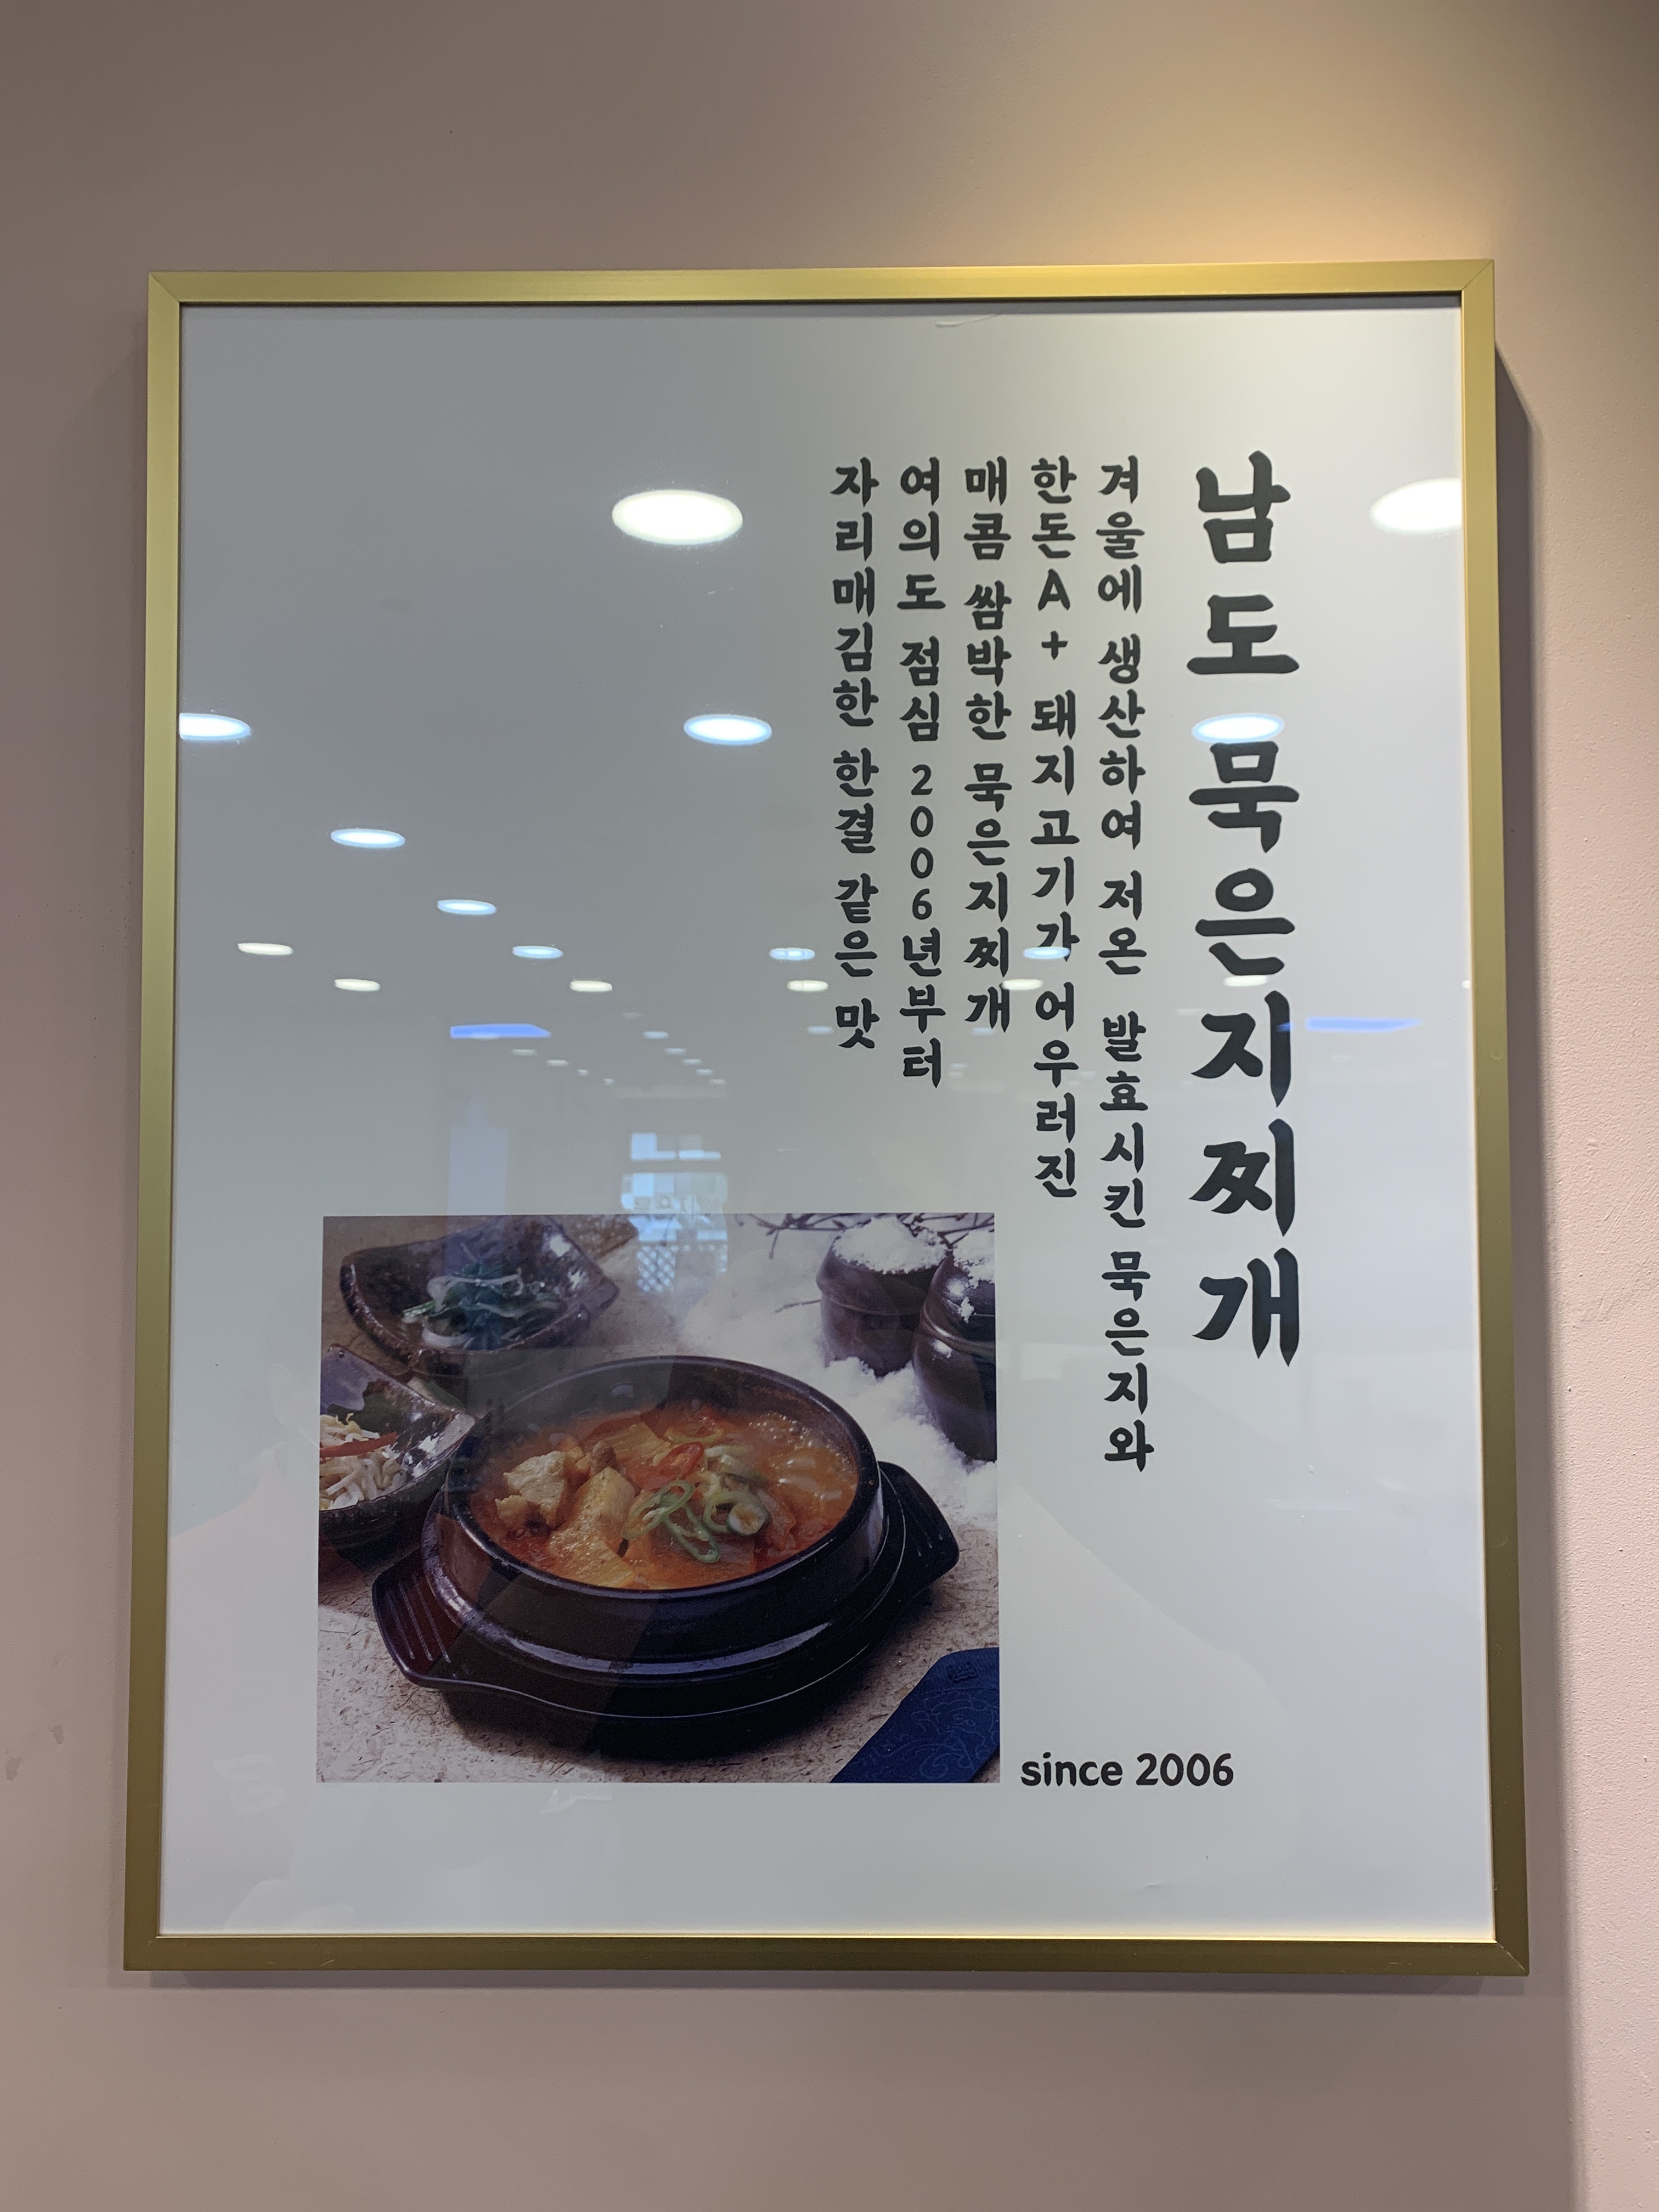 남도 묵은지찌개
겨울에 생산하여 저온 발효시킨 묵은지와
한돈A+ 돼지고기가 어우러진
매콤 쌈박한 묵은지찌개
여의도 점심 2006년부터
자리매김한 한결 같은 맛
since 2006